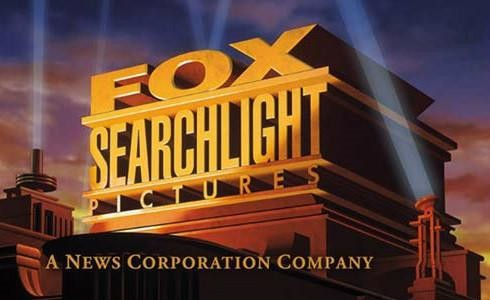 FOX
SEARCHLIGHT
PICTURES
A NEWS CORPORATION COMPANY